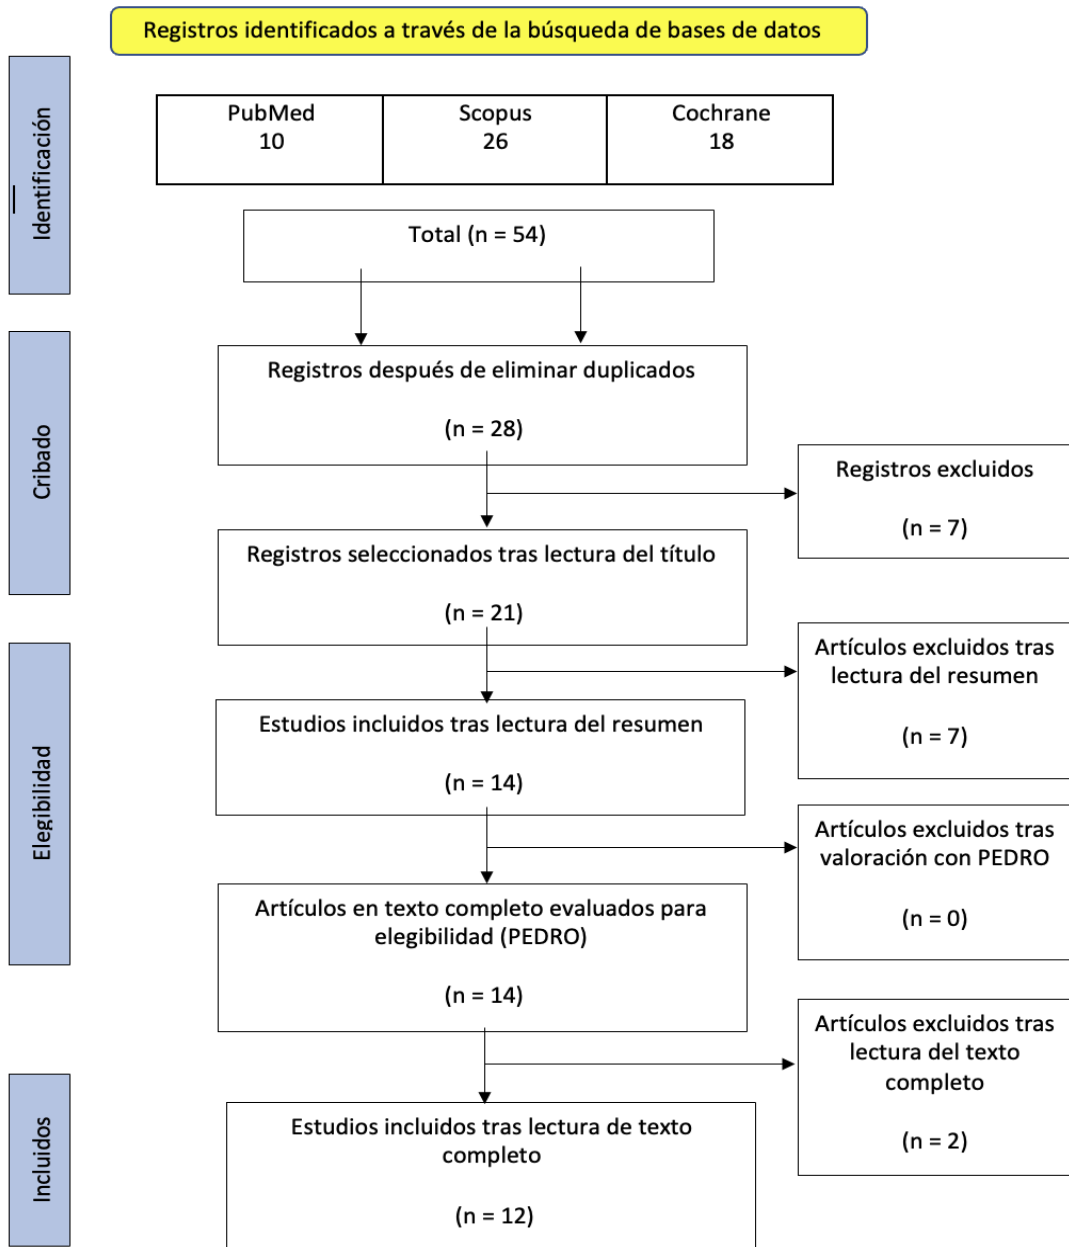 Registros identificados a través de la búsqueda de bases de datos
Identificación
PubMed
10
Scopus
26
Cochrane
18
Total (n = 54)
Cribado
Registros después de eliminar duplicados
(n = 28)
Registros excluidos
(n = 7)
Registros seleccionados tras lectura del título
(n = 21)
Elegibilidad
Artículos excluidos tras
lectura del resumen
(n = 7)
Estudios incluidos tras lectura del resumen
(n = 14)
Artículos excluidos tras
valoración con PEDRO
(n = 0)
Artículos en texto completo evaluados para
elegibilidad (PEDRO)
(n = 14)
Artículos excluidos tras
lectura del texto
completo
(n = 2)
Incluidos
Estudios incluidos tras lectura de texto
completo
(n = 12)